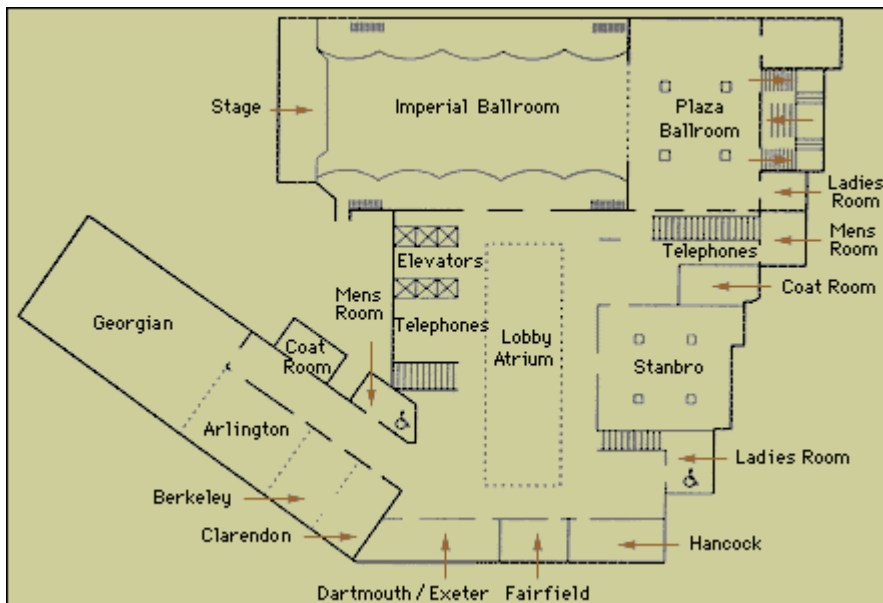 Stage
Imperial Ballroom
Plaza
Ballroom
Ladies
Room
Mens
Room
Telephones
Elevators
Coat Room
Mens
Room
Georgian
Telephones
Lobby
Atrium
Coat
Room
Stanbro
Arlington
Ladies Room
Berkeley
Clarendon
Hancock
Dartmouth / Exeter
Fairfield